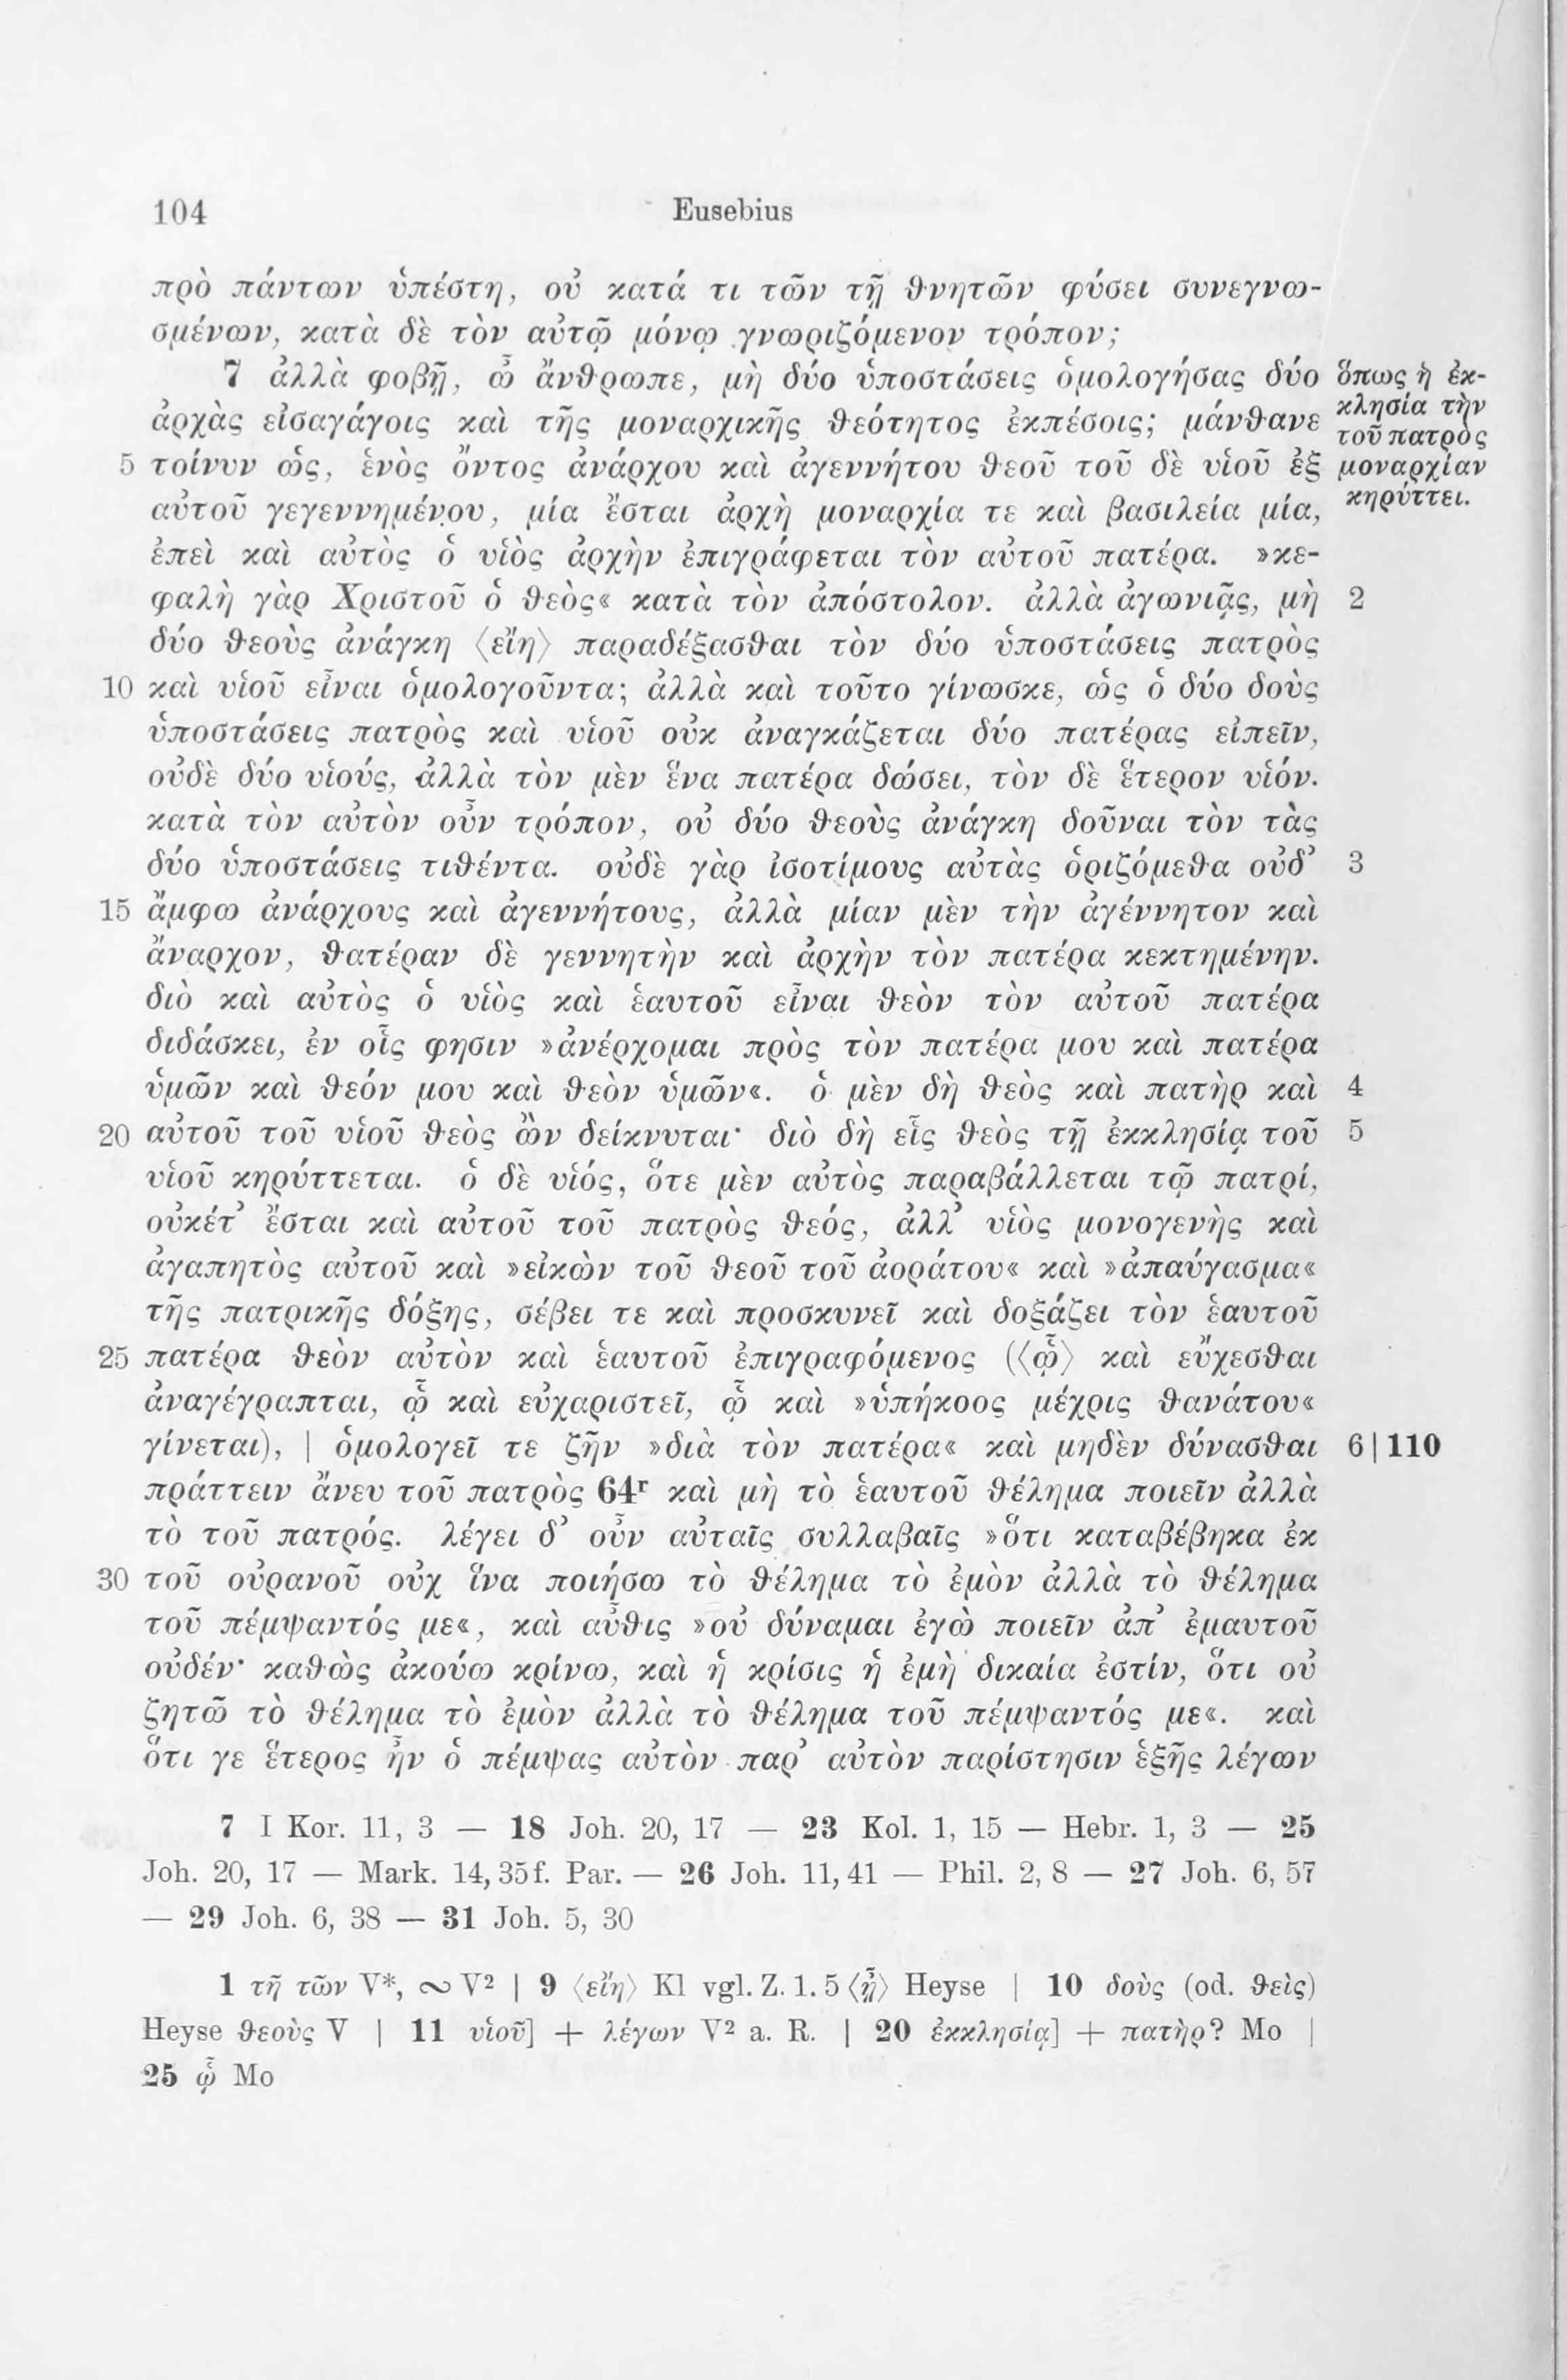 104 Eusebius
πρὸ πάντων ὑπέστη, οὐ κατά τι τῶν τῇ θνητῶν φύσει συνεγνω-
σμένων, κατὰ δὲ τὸν αὐτῷ μόνῳ γνωριζόμενον τρόπον;
7 ἀλλὰ φοβῇ, ὦ ἄνθρωπε, μὴ δύο ὑποστάσεις ὁμολογήσας δύο ὅπως ἡ ἐκ-
ἀρχὰς εἰσαγάγοις καὶ τῆς μοναρχικῆς θεότητος ἐκπέσοις; μάνθανε κλησία τὴν
τοῦ πατρὸς
5 τοίνυν ὡς, ἑνὸς ὄντος ἀνάρχου καὶ ἀγεννήτου θεοῦ τοῦ δὲ υἱοῦ ἐξ μοναρχίαν
αὐτοῦ γεγεννημένου, μία ἔσται ἀρχὴ μοναρχία τε καὶ βασιλεία μία, κηρύττει.
ἐπεὶ καὶ αὐτὸς ὁ υἱὸς ἀρχὴν ἐπιγράφεται τὸν αὐτοῦ πατέρα. »κε-
φαλὴ γὰρ Χριστοῦ ὁ θεὸς« κατὰ τὸν ἀπόστολον. ἀλλὰ ἀγωνιᾷς, μὴ 2
δύο θεοὺς ἀνάγκη ⟨εἴη⟩ παραδέξασθαι τὸν δύο ὑποστάσεις πατρὸς
10 καὶ υἱοῦ εἶναι ὁμολογοῦντα; ἀλλὰ καὶ τοῦτο γίνωσκε, ὡς ὁ δύο δοὺς
ὑποστάσεις πατρὸς καὶ υἱοῦ οὐκ ἀναγκάζεται δύο πατέρας εἰπεῖν,
οὐδὲ δύο υἱούς, ἀλλὰ τὸν μὲν ἕνα πατέρα δώσει, τὸν δὲ ἕτερον υἱόν.
κατὰ τὸν αὐτὸν οὖν τρόπον, οὐ δύο θεοὺς ἀνάγκη δοῦναι τὸν τὰς
δύο ὑποστάσεις τιθέντα. οὐδὲ γὰρ ἰσοτίμους αὐτὰς ὁριζόμεθα οὐδ᾽ 3
15 ἄμφω ἀνάρχους καὶ ἀγεννήτους, ἀλλὰ μίαν μὲν τὴν ἀγέννητον καὶ
ἄναρχον, θατέραν δὲ γεννητὴν καὶ ἀρχὴν τὸν πατέρα κεκτημένην.
διὸ καὶ αὐτὸς ὁ υἱὸς καὶ ἑαυτοῦ εἶναι θεὸν τὸν αὐτοῦ πατέρα
διδάσκει, ἐν οἷς φησιν »ἀνέρχομαι πρὸς τὸν πατέρα μου καὶ πατέρα
ὑμῶν καὶ θεόν μου καὶ θεὸν ὑμῶν«. ὁ μὲν δὴ θεὸς καὶ πατὴρ καὶ 4
20 αὐτοῦ τοῦ υἱοῦ θεὸς ὢν δείκνυται· διὸ δὴ εἷς θεὸς τῇ ἐκκλησίᾳ τοῦ 5
υἱοῦ κηρύττεται. ὁ δὲ υἱός, ὅτε μὲν αὐτὸς παραβάλλεται τῷ πατρί,
οὐκέτ᾽ ἔσται καὶ αὐτοῦ τοῦ πατρὸς θεός, ἀλλ᾽ υἱὸς μονογενὴς καὶ
ἀγαπητὸς αὐτοῦ καὶ »εἰκὼν τοῦ θεοῦ τοῦ ἀοράτου« καὶ »ἀπαύγασμα«
τῆς πατρικῆς δόξης, σέβει τε καὶ προσκυνεῖ καὶ δοξάζει τὸν ἑαυτοῦ
25 πατέρα θεὸν αὐτὸν καὶ ἑαυτοῦ ἐπιγραφόμενος (⟨ᾧ⟩ καὶ εὔχεσθαι
ἀναγέγραπται, ᾧ καὶ εὐχαριστεῖ, ᾧ καὶ »ὑπήκοος μέχρις θανάτου«
γίνεται), | ὁμολογεῖ τε ζῆν »διὰ τὸν πατέρα« καὶ μηδὲν δύνασθαι 6|110
πράττειν ἄνευ τοῦ πατρὸς 64ʳ καὶ μὴ τὸ ἑαυτοῦ θέλημα ποιεῖν ἀλλὰ
τὸ τοῦ πατρός. λέγει δ᾽ οὖν αὐταῖς συλλαβαῖς »ὅτι καταβέβηκα ἐκ
30 τοῦ οὐρανοῦ οὐχ ἵνα ποιήσω τὸ θέλημα τὸ ἐμὸν ἀλλὰ τὸ θέλημα
τοῦ πέμψαντός με«, καὶ αὖθις »οὐ δύναμαι ἐγὼ ποιεῖν ἀπ᾽ ἐμαυτοῦ
οὐδέν· καθὼς ἀκούω κρίνω, καὶ ἡ κρίσις ἡ ἐμὴ δικαία ἐστίν, ὅτι οὐ
ζητῶ τὸ θέλημα τὸ ἐμὸν ἀλλὰ τὸ θέλημα τοῦ πέμψαντός με«. καὶ
ὅτι γε ἕτερος ἦν ὁ πέμψας αὐτὸν παρ᾽ αὐτὸν παρίστησιν ἑξῆς λέγων
7 I Kor. 11, 3 — 18 Joh. 20, 17 — 23 Kol. 1, 15 — Hebr. 1, 3 — 25
Joh. 20, 17 — Mark. 14, 35f. Par. — 26 Joh. 11, 41 — Phil. 2, 8 — 27 Joh. 6, 57
— 29 Joh. 6, 38 — 31 Joh. 5, 30
1 τῇ τῶν V*, ∾ V² | 9 ⟨εἴη⟩ Kl vgl. Z. 1. 5 ⟨ᾖ⟩ Heyse | 10 δοὺς (od. θεὶς)
Heyse θεοὺς V | 11 υἱοῦ] + λέγων V² a. R. | 20 ἐκκλησίᾳ] + πατὴρ? Mo |
25 ᾧ Mo